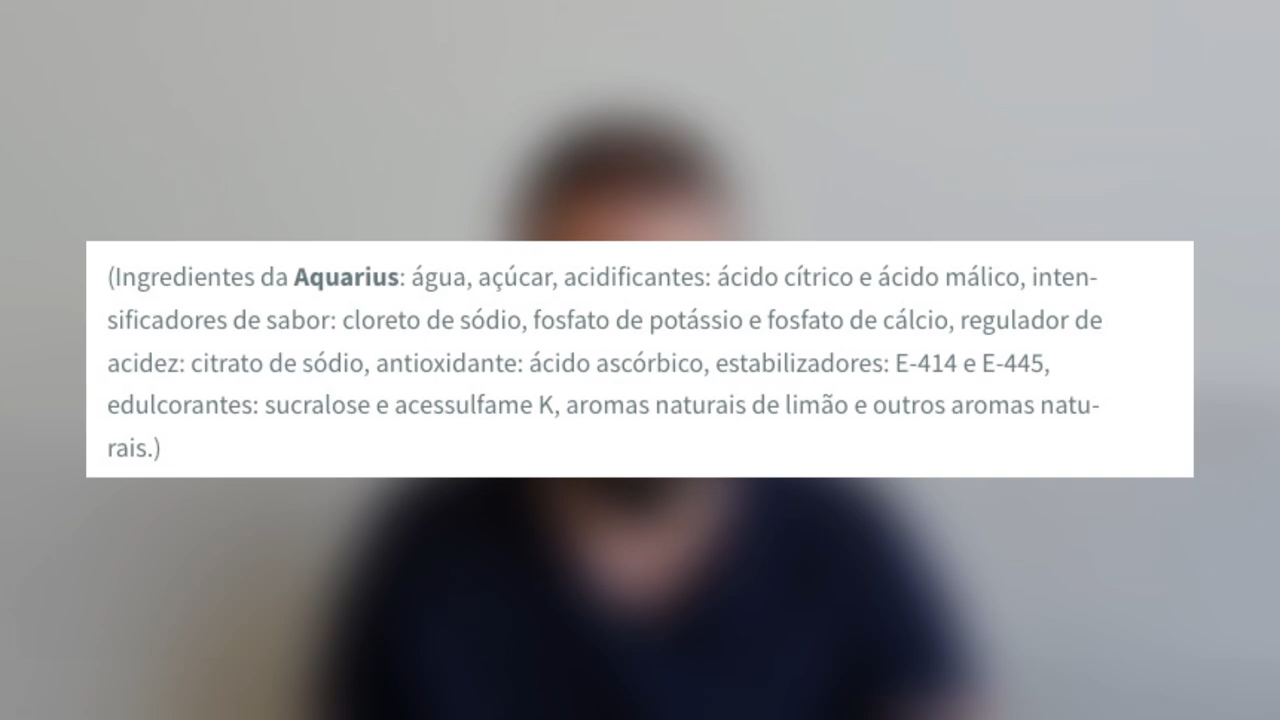 (Ingredientes da Aquarius: água, açúcar, acidificantes: ácido cítrico e ácido málico, inten-
sificadores de sabor: cloreto de sódio, fosfato de potássio e fosfato de cálcio, regulador de
acidez: citrato de sódio, antioxidante: ácido ascórbico, estabilizadores: E-414 e E-445,
edulcorantes: sucralose e acessulfame K, aromas naturais de limão e outros aromas natu-
rais.)